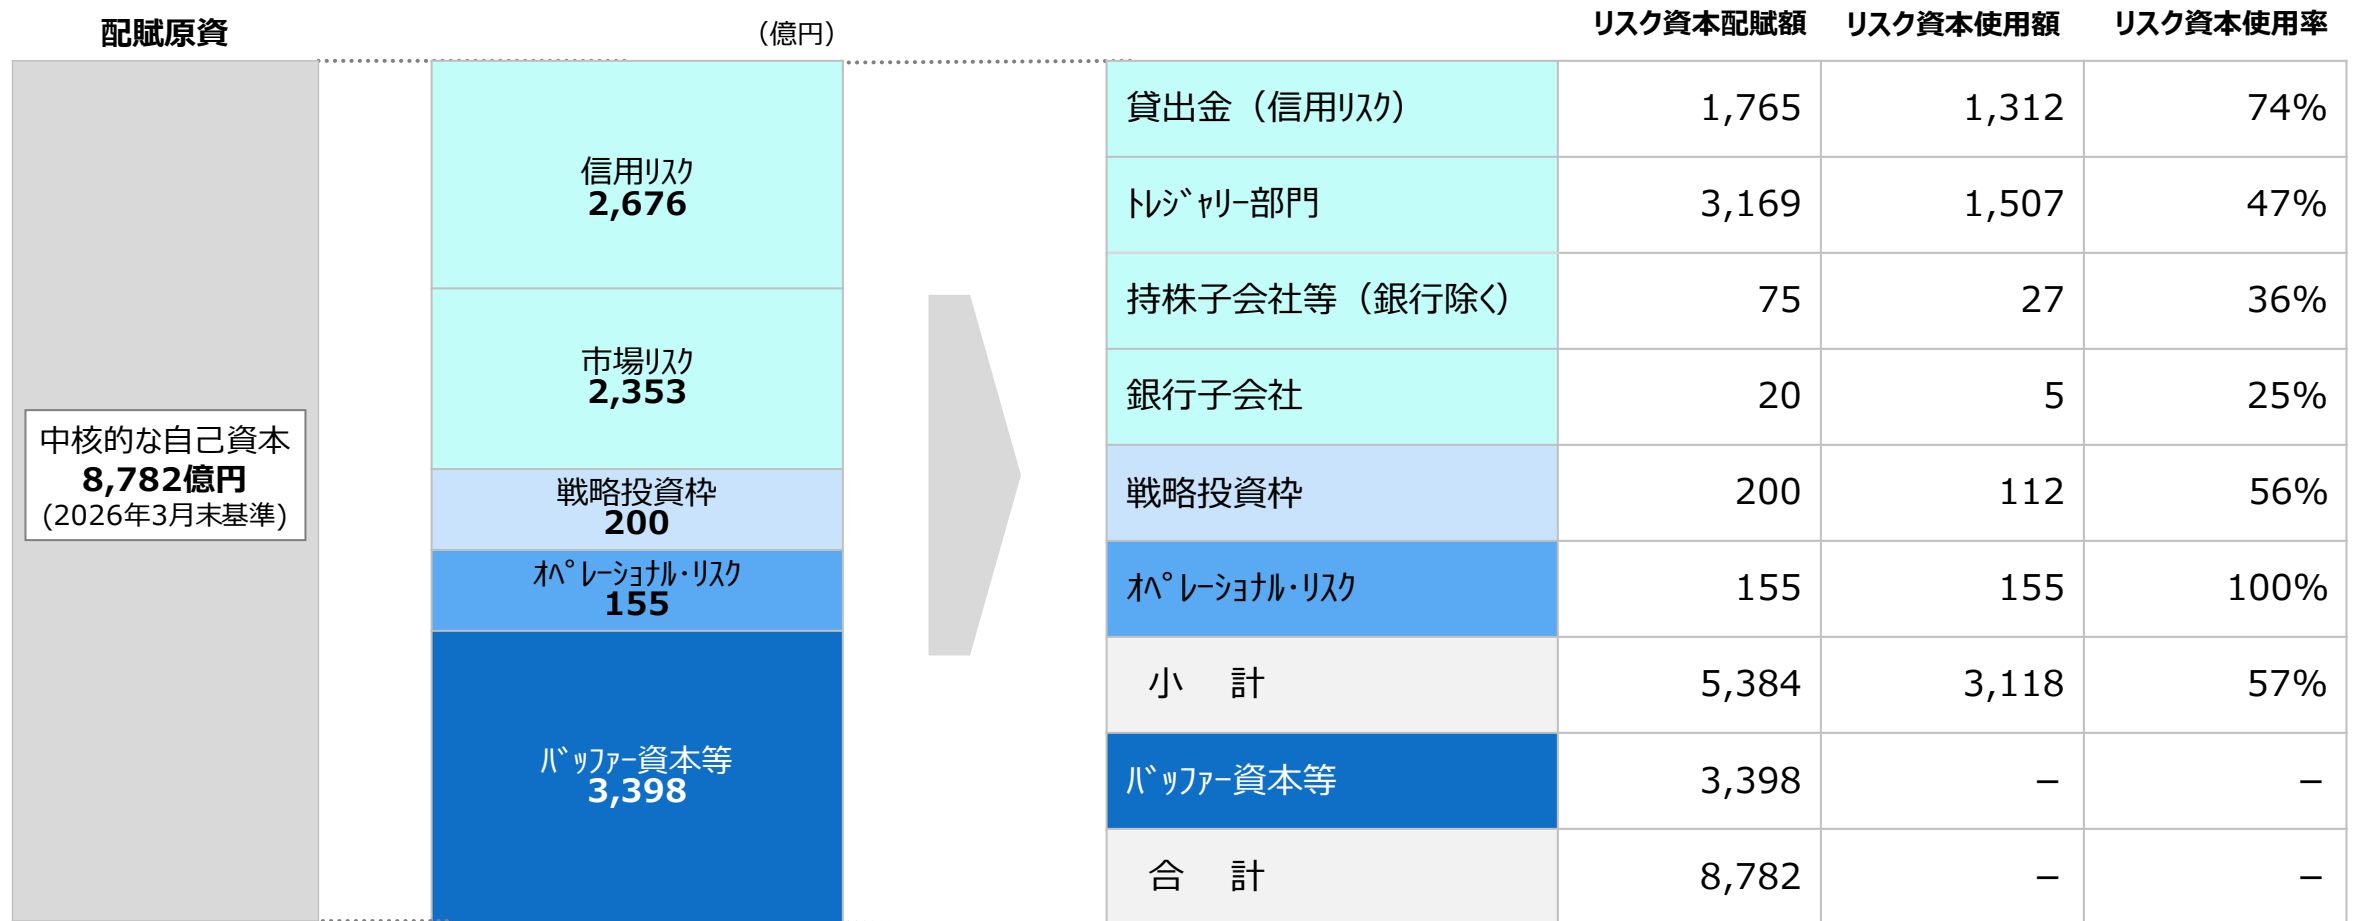 配賦原資
（億円）
中核的な自己資本
8,782億円
(2026年3月末基準)
信用ﾘｽｸ
2,676
市場ﾘｽｸ
2,353
戦略投資枠
200
ｵﾍﾟﾚｰｼｮﾅﾙ･ﾘｽｸ
155
ﾊﾞｯﾌｧｰ資本等
3,398
リスク資本配賦額 リスク資本使用額 リスク資本使用率
貸出金（信用ﾘｽｸ） 1,765 1,312 74%
ﾄﾚｼﾞｬﾘｰ部門 3,169 1,507 47%
持株子会社等（銀行除く） 75 27 36%
銀行子会社 20 5 25%
戦略投資枠 200 112 56%
ｵﾍﾟﾚｰｼｮﾅﾙ･ﾘｽｸ 155 155 100%
小　計 5,384 3,118 57%
ﾊﾞｯﾌｧｰ資本等 3,398 – –
合　計 8,782 – –